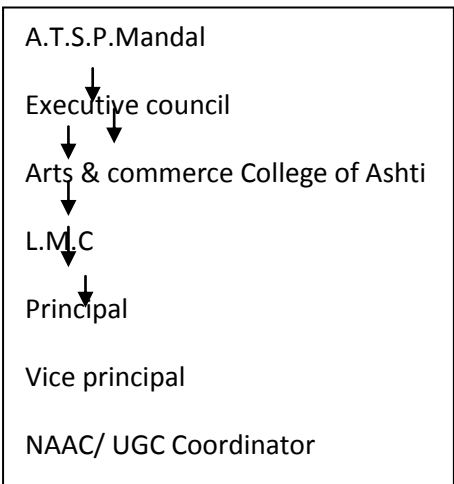 A.T.S.P.Mandal
Executive council
Arts & commerce College of Ashti
L.M.C
Principal
Vice principal
NAAC/ UGC Coordinator